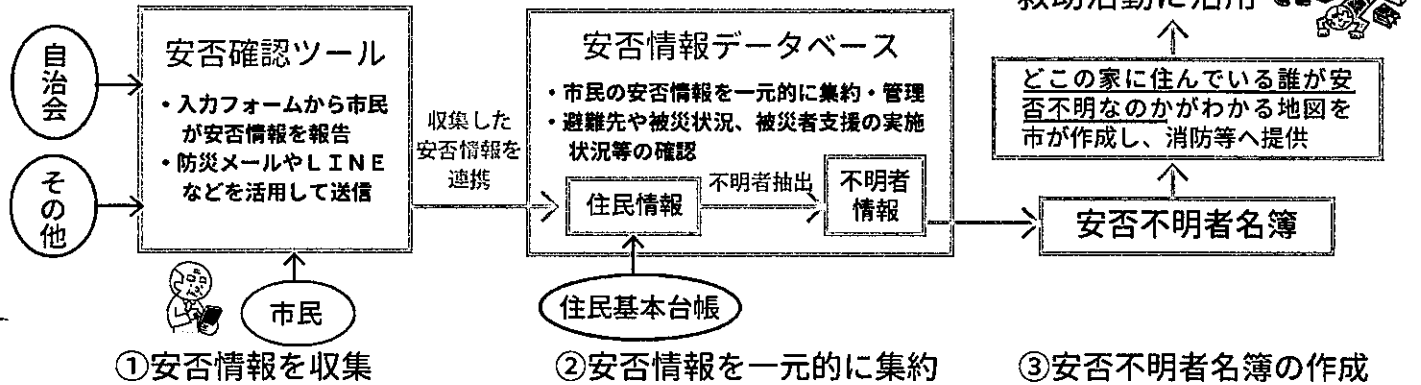 自治会
その他
安否確認ツール
・入力フォームから市民
が安否情報を報告
・防災メールやLINE
などを活用して送信
市民
①安否情報を収集
収集した
安否情報を
連携
安否情報データベース
・市民の安否情報を一元的に集約・管理
・避難先や被災状況、被災者支援の実施
状況等の確認
住民情報
不明者抽出
不明者
情報
住民基本台帳
②安否情報を一元的に集約
救助活動に活用
どこの家に住んでいる誰が安
否不明なのかがわかる地図を
市が作成し、消防等へ提供
安否不明者名簿
③安否不明者名簿の作成